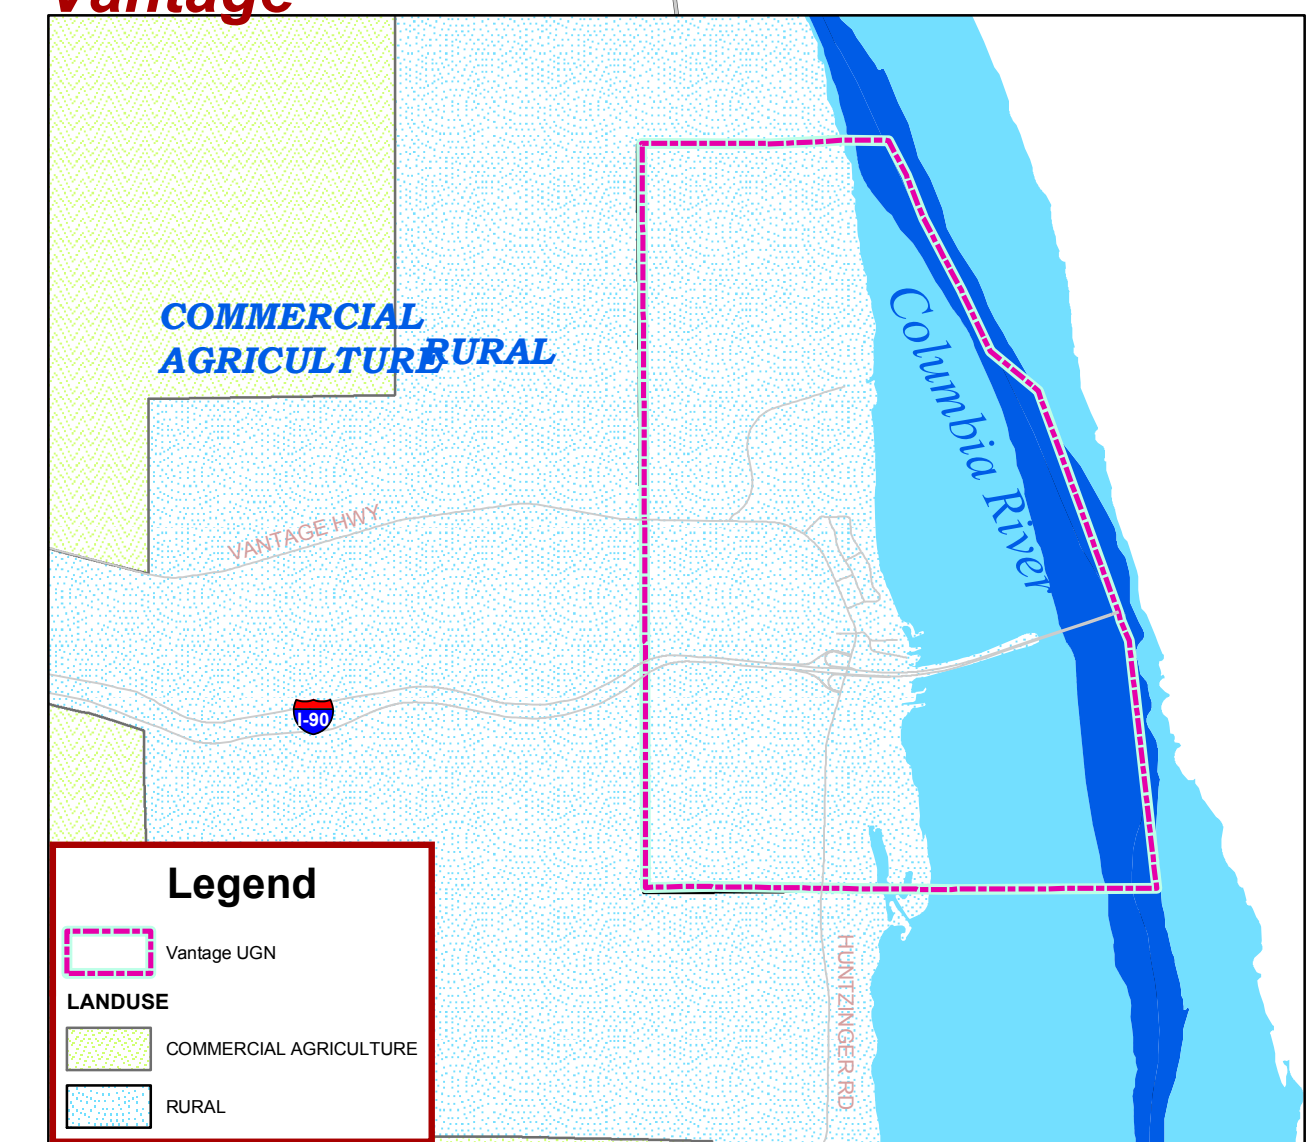 Vantage
COMMERCIAL
AGRICULTURE
RURAL
Columbia River
VANTAGE HWY
I-90
HUNTZINGER RD
Legend
Vantage UGN
LANDUSE
COMMERCIAL AGRICULTURE
RURAL